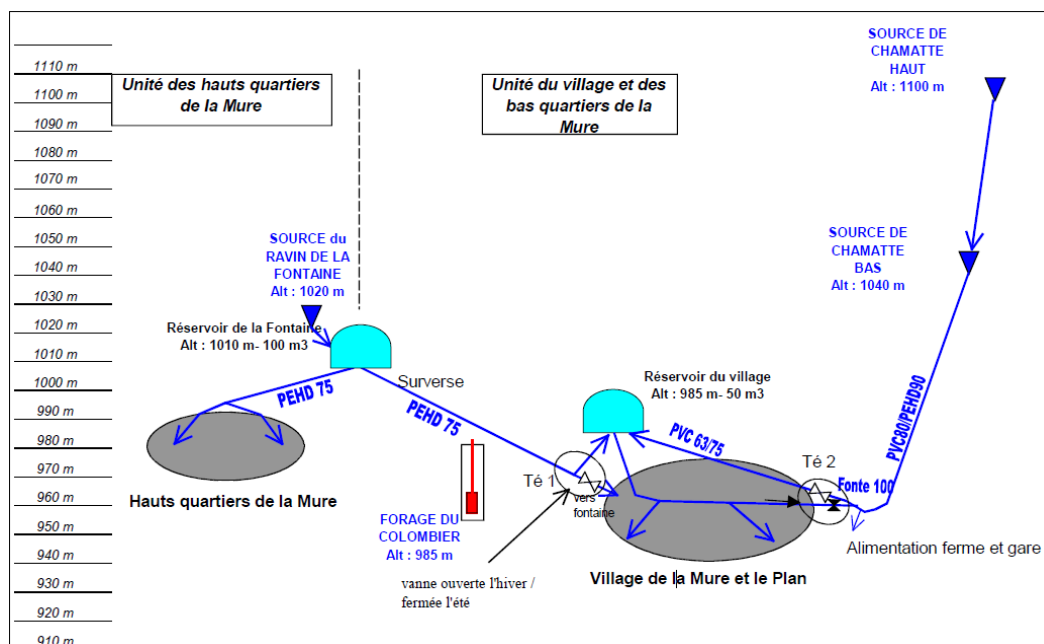 1110 m
1100 m
1090 m
1080 m
1070 m
1060 m
1050 m
1040 m
1030 m
1020 m
1010 m
1000 m
990 m
980 m
970 m
960 m
950 m
940 m
930 m
920 m
910 m
Unité des hauts quartiers
de la Mure
Unité du village et des
bas quartiers de la
Mure
SOURCE DE
CHAMATTE
HAUT
Alt : 1100 m
SOURCE du
RAVIN DE LA
FONTAINE
Alt : 1020 m
SOURCE DE
CHAMATTE
BAS
Alt : 1040 m
Réservoir de la Fontaine
Alt : 1010 m- 100 m3
Surverse
PEHD 75
PEHD 75
Réservoir du village
Alt : 985 m- 50 m3
PVC 63/75
PVC80/PEHD90
Hauts quartiers de la Mure
Té 1
vers
fontaine
Té 2
Fonte 100
FORAGE DU
COLOMBIER
Alt : 985 m
Alimentation ferme et gare
vanne ouverte l'hiver /
fermée l'été
Village de la Mure et le Plan